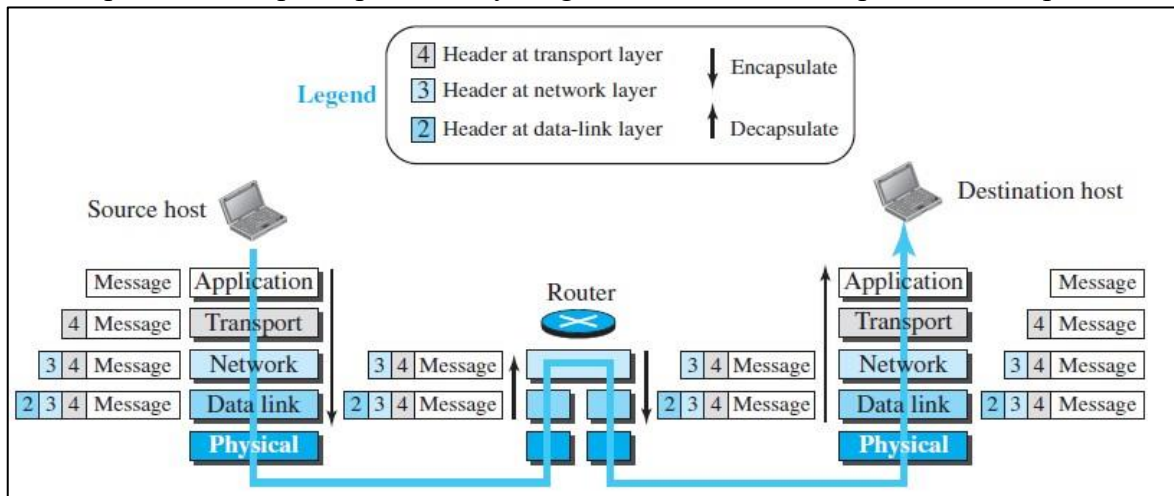 4 Header at transport layer
3 Header at network layer
2 Header at data-link layer
Legend
Encapsulate
Decapsulate
Source host
Destination host
Router
Message Application
4 Message Transport
3 4 Message Network
2 3 4 Message Data link
Physical
3 4 Message
2 3 4 Message
3 4 Message
2 3 4 Message
Application Message
Transport 4 Message
Network 3 4 Message
Data link 2 3 4 Message
Physical